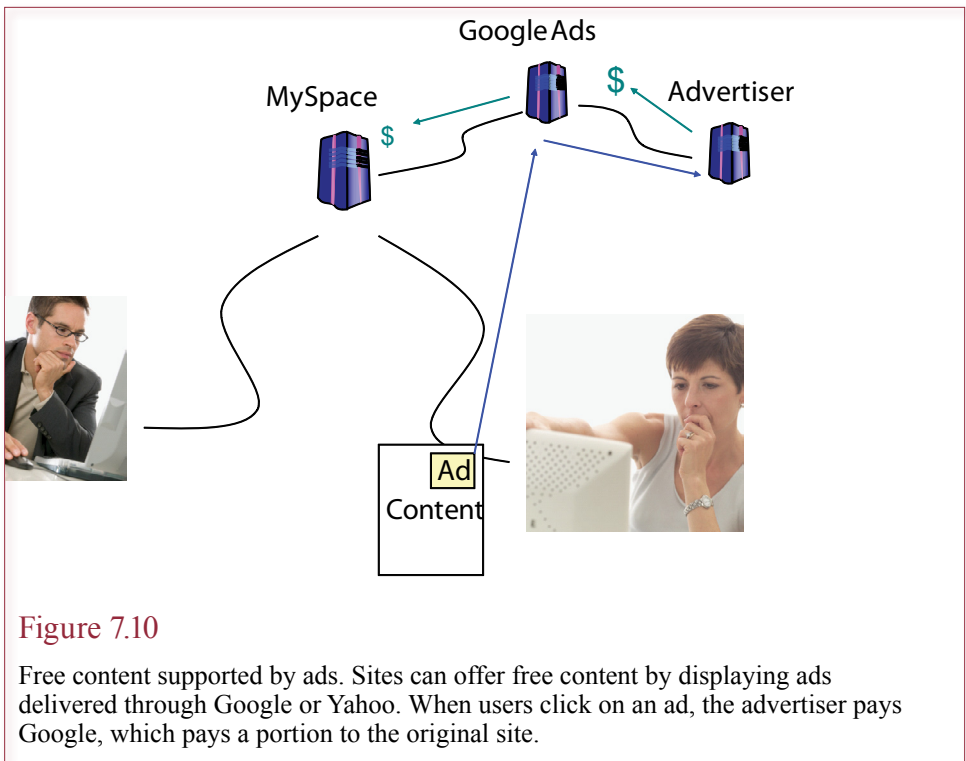 Google Ads
MySpace
$
$
Advertiser
Ad
Content
Figure 7.10
Free content supported by ads. Sites can offer free content by displaying ads
delivered through Google or Yahoo. When users click on an ad, the advertiser pays
Google, which pays a portion to the original site.